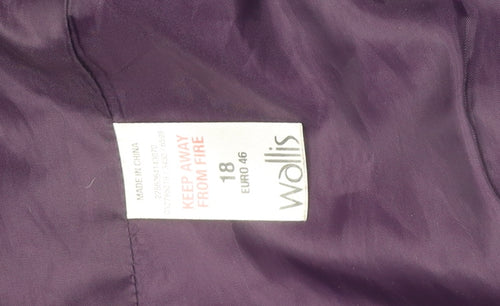 wallis
18
EURO 46
KEEP AWAY
FROM FIRE
MADE IN CHINA